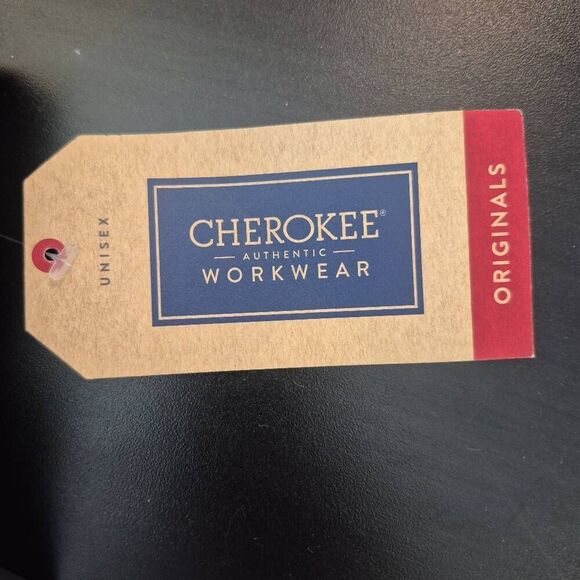 UNISEX
CHEROKEE®
AUTHENTIC
WORKWEAR
ORIGINALS